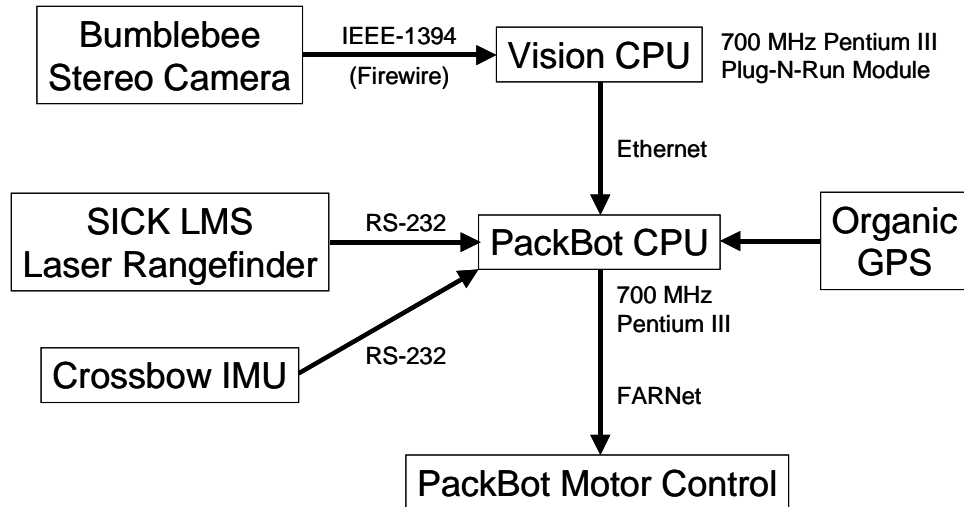 Bumblebee
Stereo Camera
IEEE-1394
(Firewire)
Vision CPU
700 MHz Pentium III
Plug-N-Run Module
Ethernet
SICK LMS
Laser Rangefinder
RS-232
PackBot CPU
Organic
GPS
700 MHz
Pentium III
Crossbow IMU
RS-232
FARNet
PackBot Motor Control